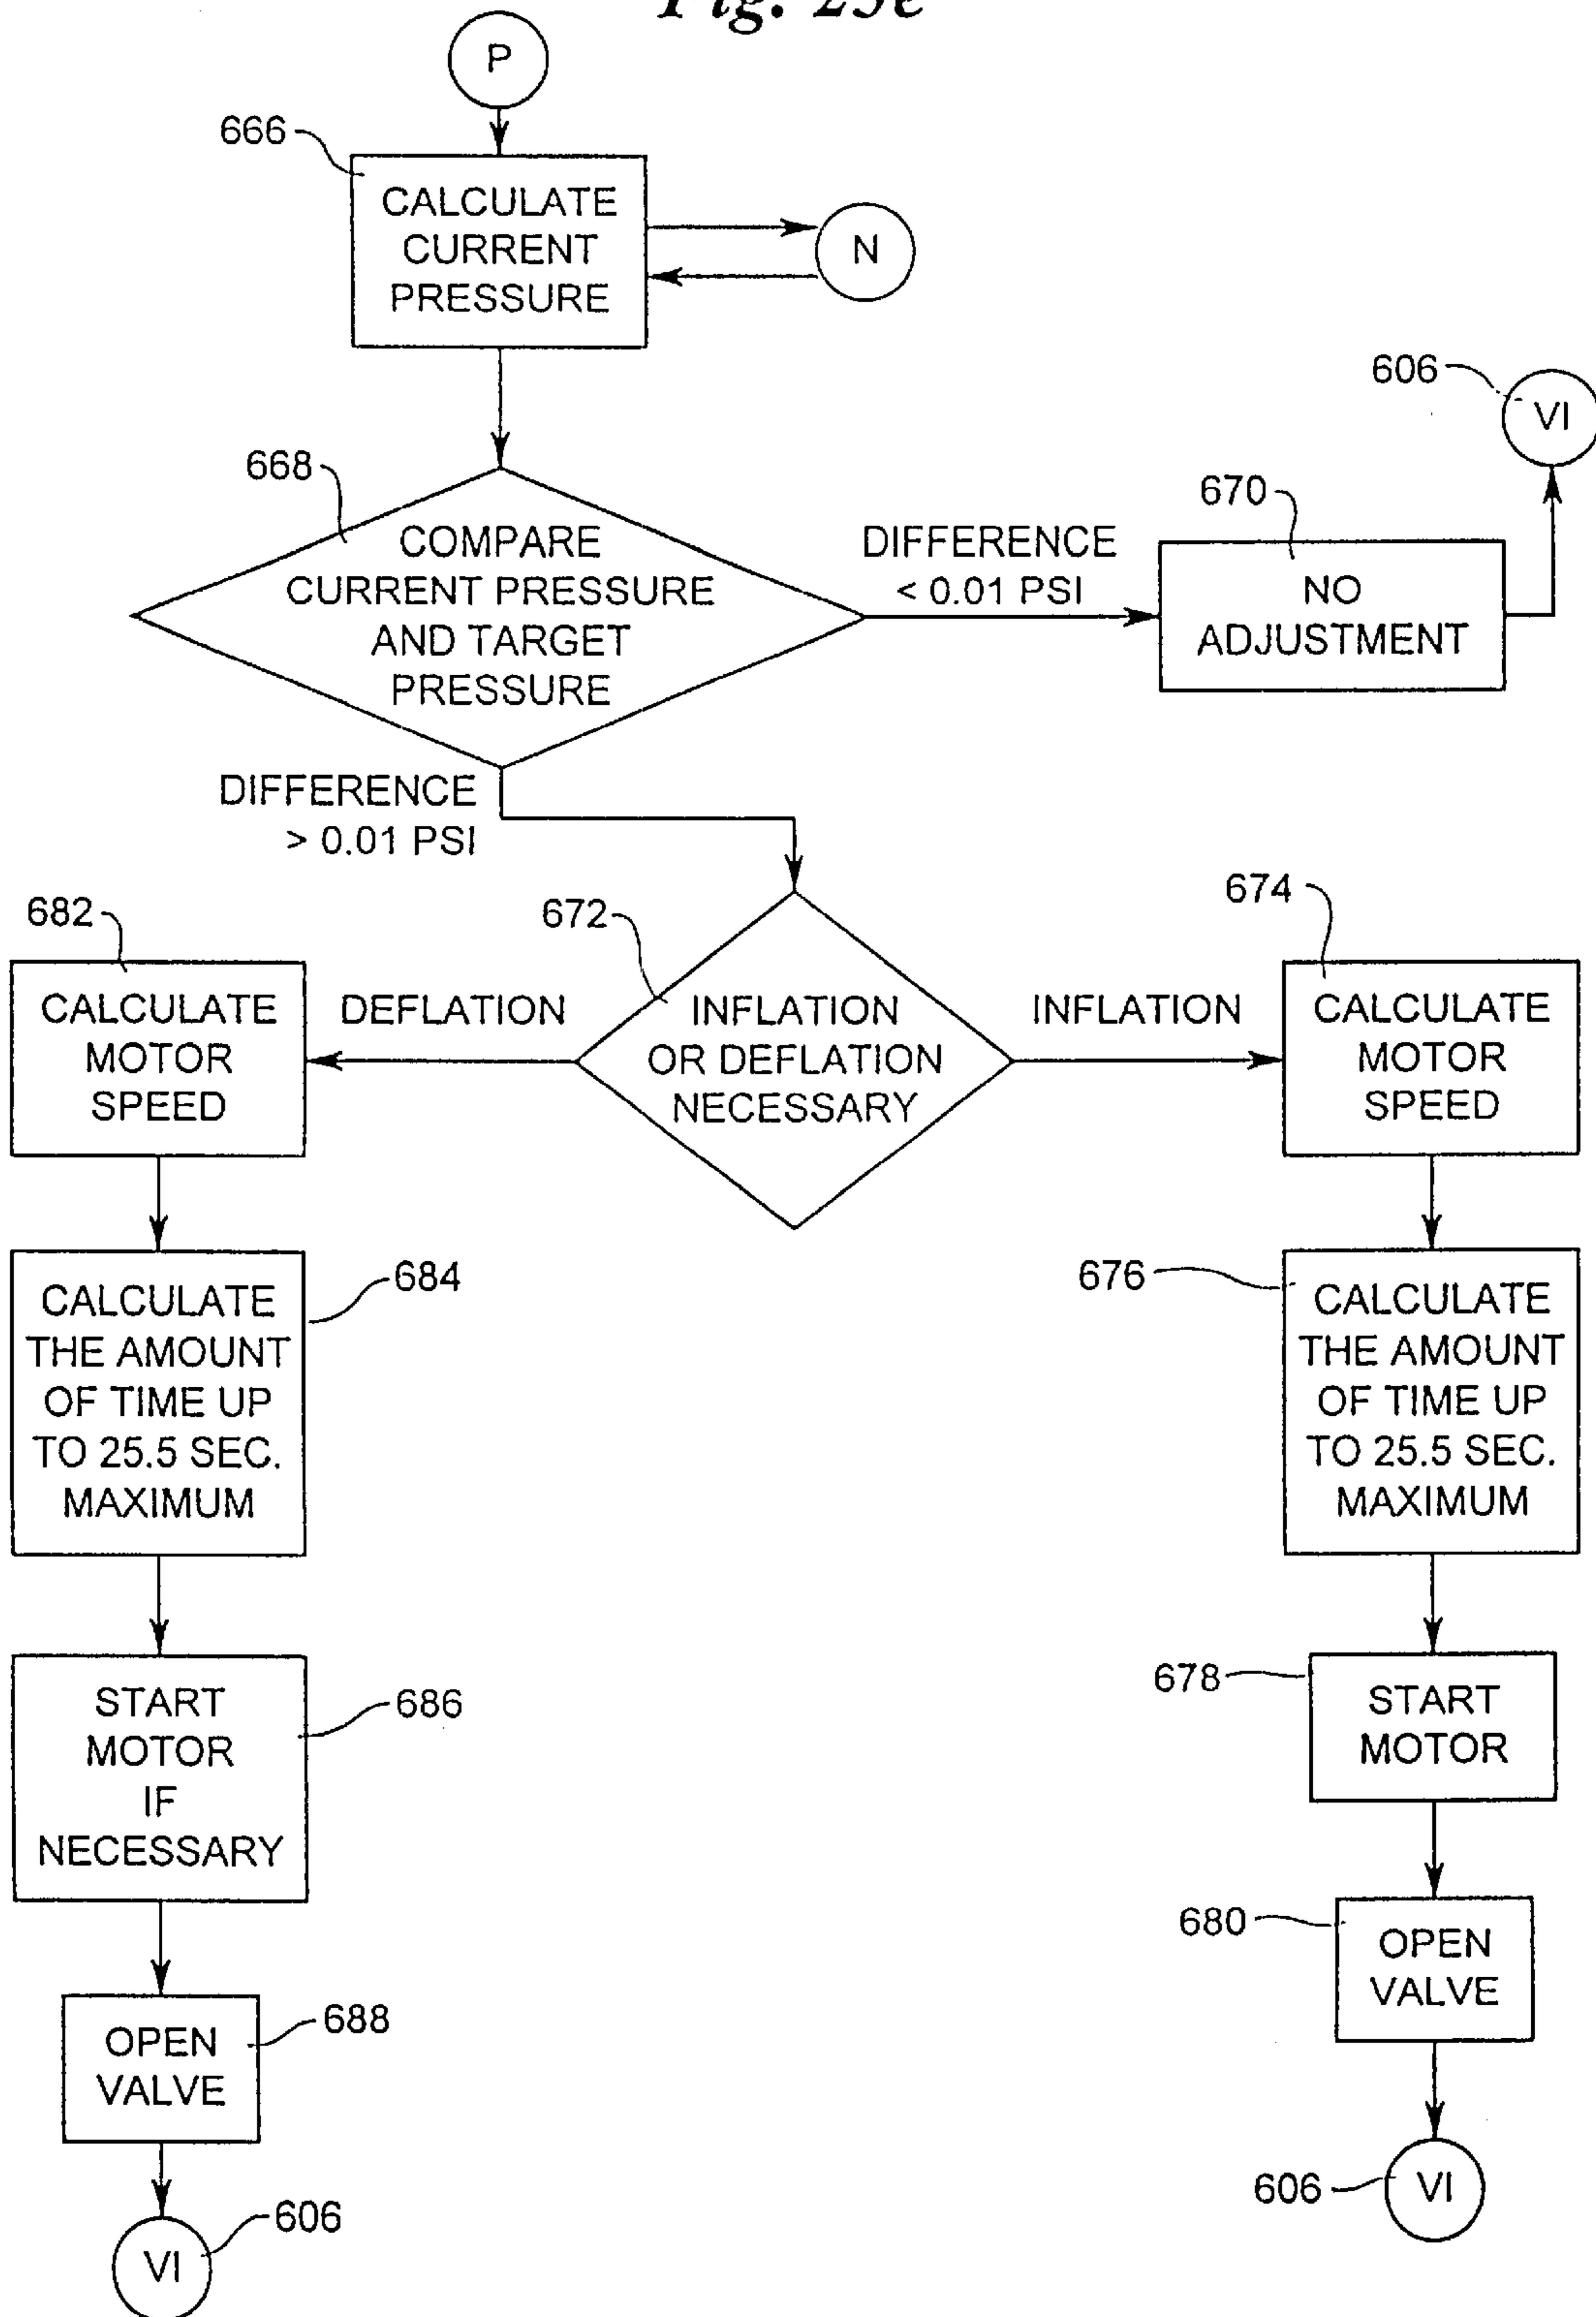 Fig. 23e
P
666
CALCULATE
CURRENT
PRESSURE
N
606
VI
668
COMPARE
CURRENT PRESSURE
AND TARGET
PRESSURE
DIFFERENCE
< 0.01 PSI
670
NO
ADJUSTMENT
DIFFERENCE
> 0.01 PSI
682
CALCULATE
MOTOR
SPEED
DEFLATION
672
INFLATION
OR DEFLATION
NECESSARY
INFLATION
674
CALCULATE
MOTOR
SPEED
CALCULATE
THE AMOUNT
OF TIME UP
TO 25.5 SEC.
MAXIMUM
684
676
CALCULATE
THE AMOUNT
OF TIME UP
TO 25.5 SEC.
MAXIMUM
START
MOTOR
IF
NECESSARY
686
678
START
MOTOR
680
OPEN
VALVE
OPEN
VALVE
688
606
VI
606
VI